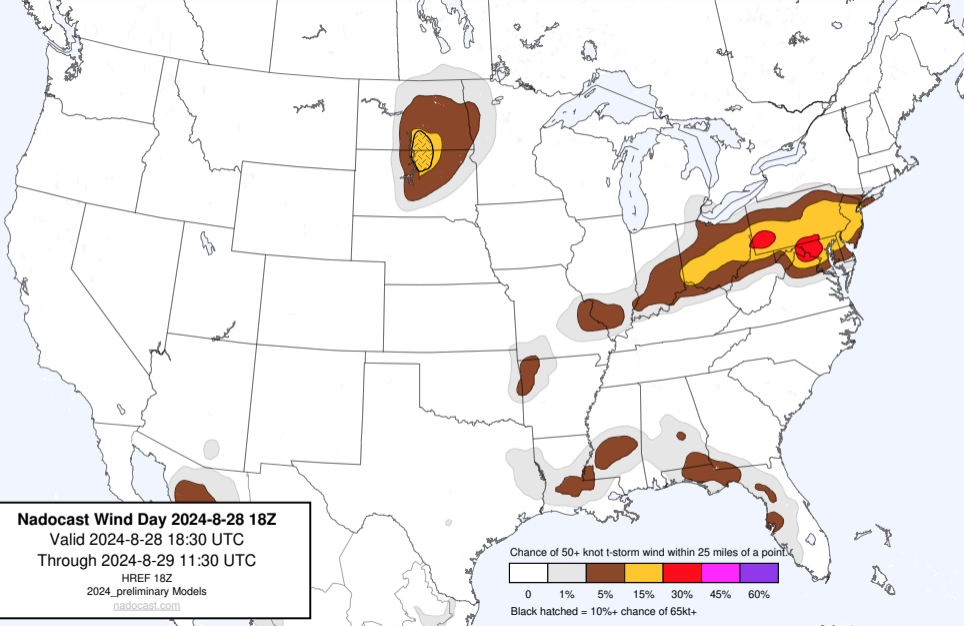 Nadocast Wind Day 2024-8-28 18Z
Valid 2024-8-28 18:30 UTC
Through 2024-8-29 11:30 UTC
HREF 18Z
2024_preliminary Models
nadocast.com
Chance of 50+ knot t-storm wind within 25 miles of a point.
0 1% 5% 15% 30% 45% 60%
Black hatched = 10%+ chance of 65kt+